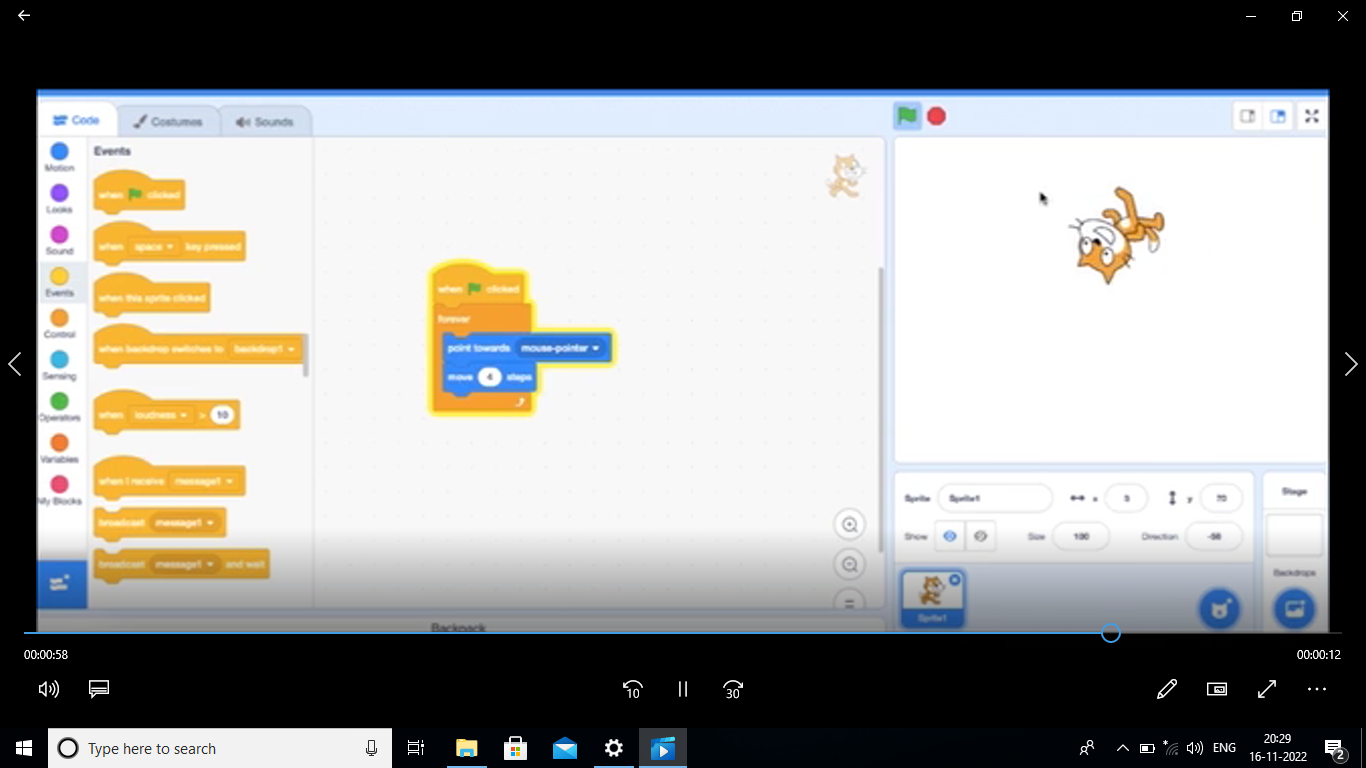 Code
Costumes
Sounds
Motion
Looks
Sound
Events
Control
Sensing
Operators
Variables
My Blocks
Events
when clicked
when space key pressed
when this sprite clicked
when backdrop switches to backdrop1
when loudness > 10
when I receive message1
broadcast message1
broadcast message1 and wait
when clicked
forever
point towards mouse-pointer
move 4 steps
Backpack
Sprite Sprite1 x 3 y 70
Show Size 100 Direction
Sprite1
Stage
Backdrops
00:00:58
00:00:12
10
30
Type here to search
ENG
20:29
16-11-2022
2